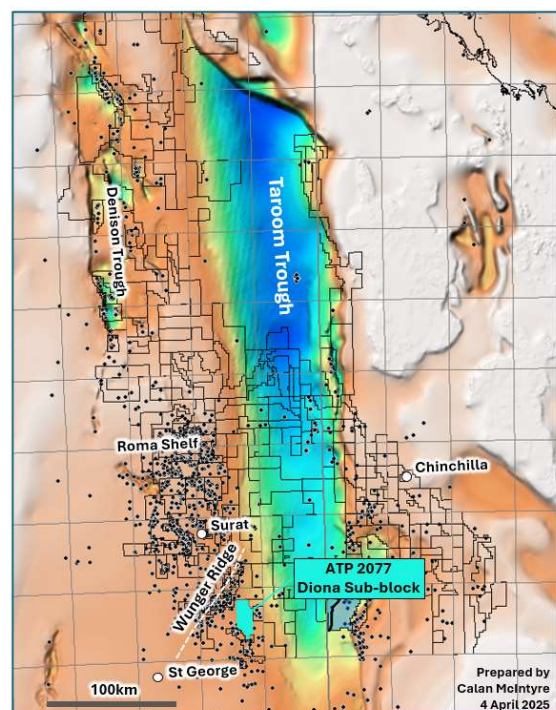 Denison Trough
Taroom Trough
Roma Shelf
Chinchilla
Surat
Wunger Ridge
ATP 2077
Diona Sub-block
St George
100km
Prepared by
Calan McIntyre
4 April 2025